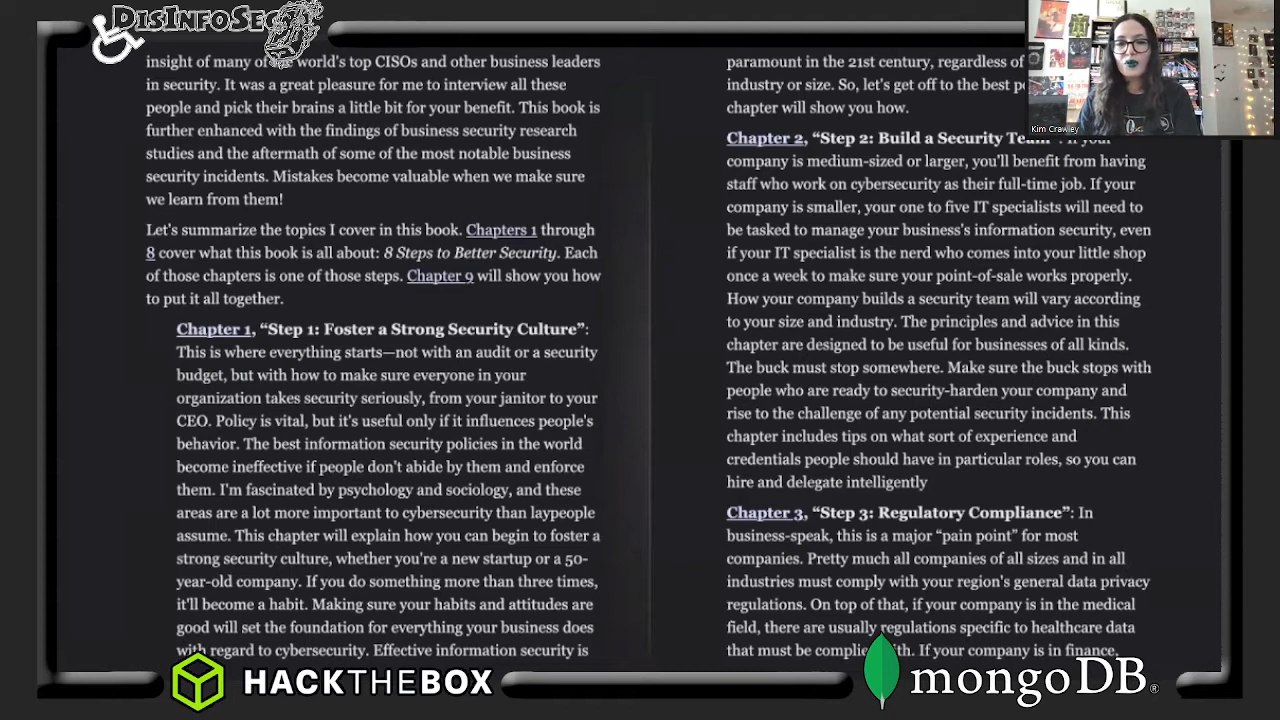 DisInfoSec
insight of many of the world's top CISOs and other business leaders
in security. It was a great pleasure for me to interview all these
people and pick their brains a little bit for your benefit. This book is
further enhanced with the findings of business security research
studies and the aftermath of some of the most notable business
security incidents. Mistakes become valuable when we make sure
we learn from them!
Let's summarize the topics I cover in this book. Chapters 1 through
8 cover what this book is all about: 8 Steps to Better Security. Each
of those chapters is one of those steps. Chapter 9 will show you how
to put it all together.
Chapter 1, “Step 1: Foster a Strong Security Culture”:
This is where everything starts—not with an audit or a security
budget, but with how to make sure everyone in your
organization takes security seriously, from your janitor to your
CEO. Policy is vital, but it's useful only if it influences people's
behavior. The best information security policies in the world
become ineffective if people don't abide by them and enforce
them. I'm fascinated by psychology and sociology, and these
areas are a lot more important to cybersecurity than laypeople
assume. This chapter will explain how you can begin to foster a
strong security culture, whether you're a new startup or a 50-
year-old company. If you do something more than three times,
it'll become a habit. Making sure your habits and attitudes are
good will set the foundation for everything your business does
with regard to cybersecurity. Effective information security is
paramount in the 21st century, regardless of
industry or size. So, let's get off to the best
chapter will show you how.
Chapter 2, “Step 2: Build a Security Team”: If your
company is medium-sized or larger, you'll benefit from having
staff who work on cybersecurity as their full-time job. If your
company is smaller, your one to five IT specialists will need to
be tasked to manage your business's information security, even
if your IT specialist is the nerd who comes into your little shop
once a week to make sure your point-of-sale works properly.
How your company builds a security team will vary according
to your size and industry. The principles and advice in this
chapter are designed to be useful for businesses of all kinds.
The buck must stop somewhere. Make sure the buck stops with
people who are ready to security-harden your company and
rise to the challenge of any potential security incidents. This
chapter includes tips on what sort of experience and
credentials people should have in particular roles, so you can
hire and delegate intelligently
Chapter 3, “Step 3: Regulatory Compliance”: In
business-speak, this is a major “pain point” for most
companies. Pretty much all companies of all sizes and in all
industries must comply with your region's general data privacy
regulations. On top of that, if your company is in the medical
field, there are usually regulations specific to healthcare data
that must be complied with. If your company is in finance,
Kim Crawley
HACKTHEBOX
mongoDB®